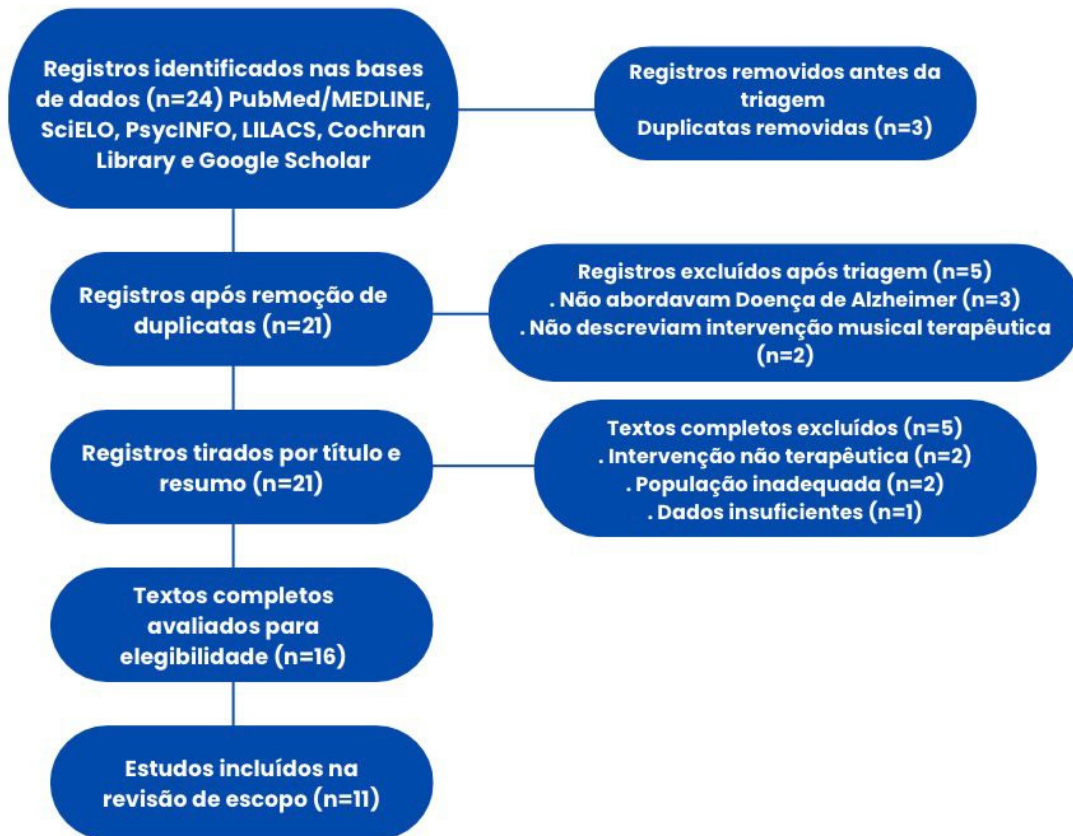 Registros identificados nas bases
de dados (n=24) PubMed/MEDLINE,
SciELO, PsycINFO, LILACS, Cochran
Library e Google Scholar
Registros removidos antes da
triagem
Duplicatas removidas (n=3)
Registros após remoção de
duplicatas (n=21)
Registros excluídos após triagem (n=5)
. Não abordavam Doença de Alzheimer (n=3)
. Não descreviam intervenção musical terapêutica
(n=2)
Registros tirados por título e
resumo (n=21)
Textos completos excluídos (n=5)
. Intervenção não terapêutica (n=2)
. População inadequada (n=2)
. Dados insuficientes (n=1)
Textos completos
avaliados para
elegibilidade (n=16)
Estudos incluídos na
revisão de escopo (n=11)